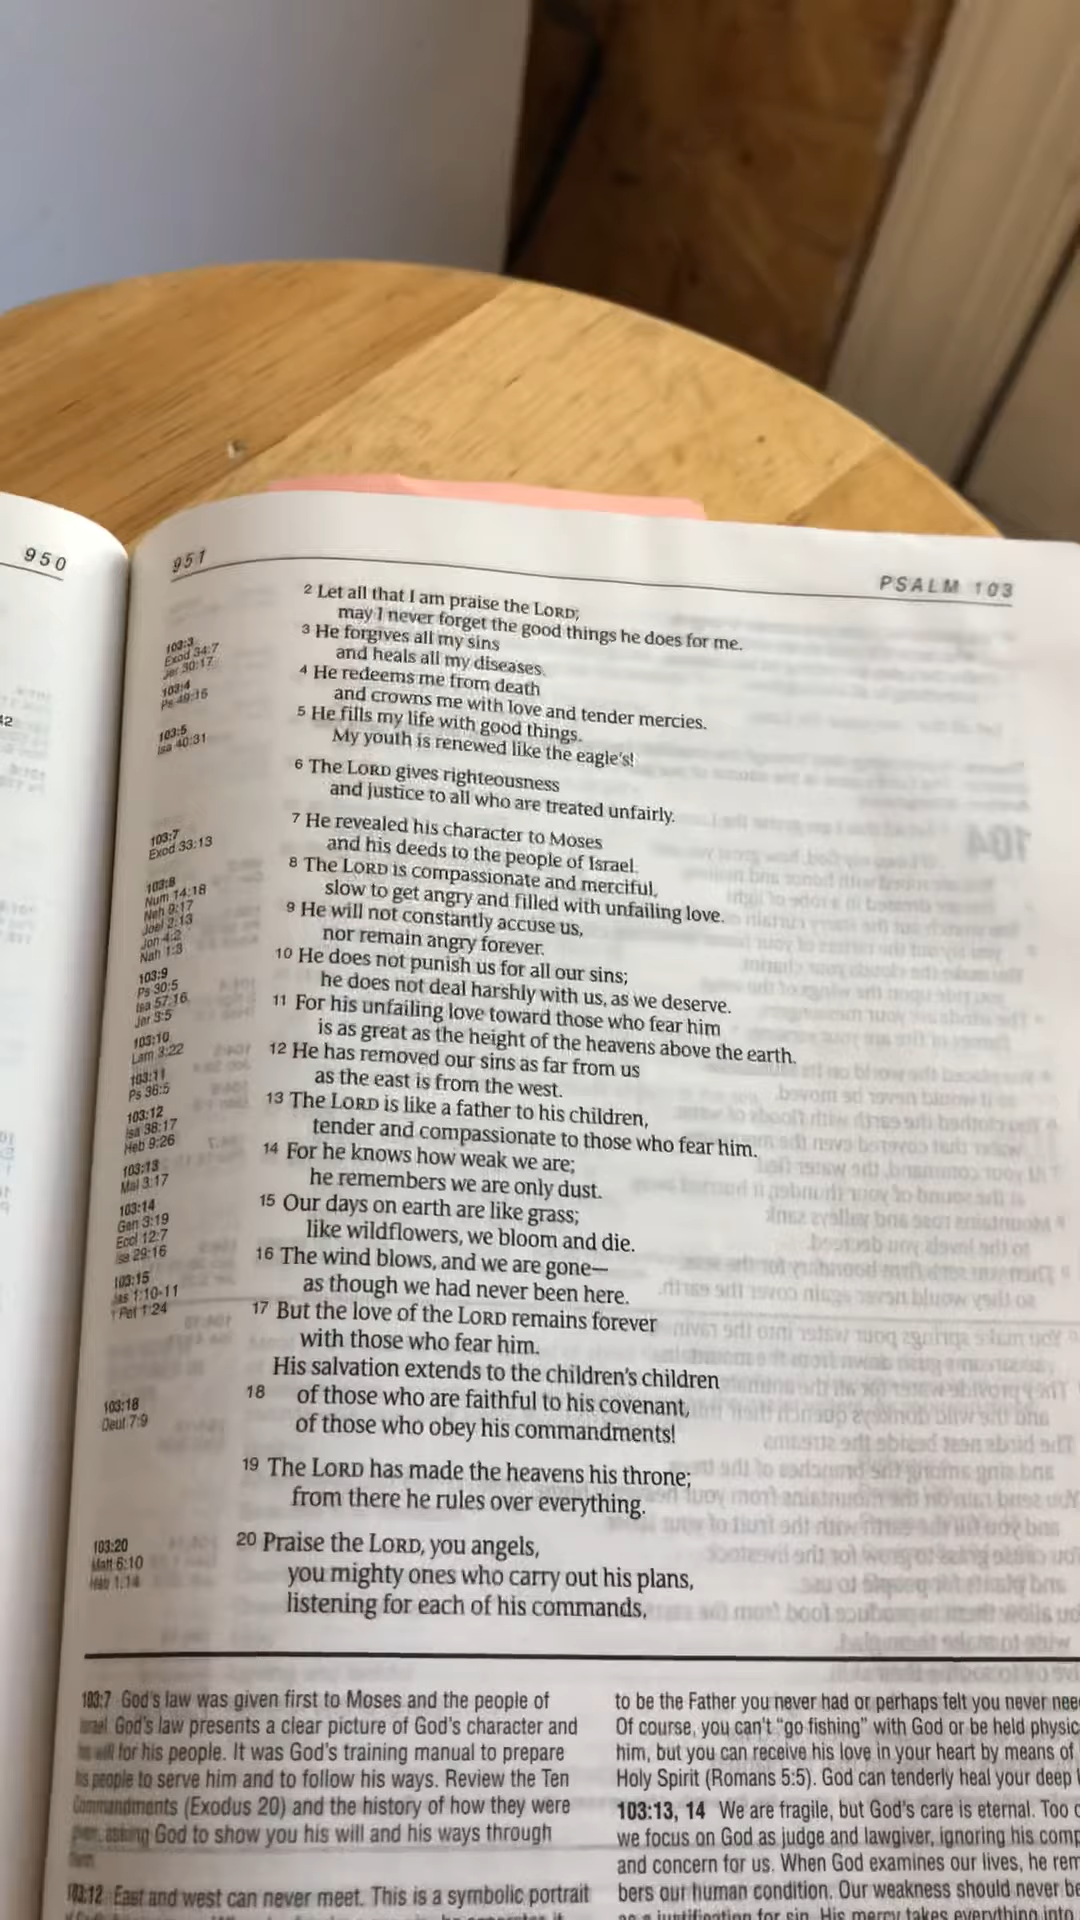 950
951
PSALM 103
2 Let all that I am praise the LORD;
may I never forget the good things he does for me.
3 He forgives all my sins
and heals all my diseases.
4 He redeems me from death
and crowns me with love and tender mercies.
5 He fills my life with good things.
My youth is renewed like the eagle's!
6 The LORD gives righteousness
and justice to all who are treated unfairly.
7 He revealed his character to Moses
and his deeds to the people of Israel.
8 The LORD is compassionate and merciful,
slow to get angry and filled with unfailing love.
9 He will not constantly accuse us,
nor remain angry forever.
10 He does not punish us for all our sins;
he does not deal harshly with us, as we deserve.
11 For his unfailing love toward those who fear him
is as great as the height of the heavens above the earth.
12 He has removed our sins as far from us
as the east is from the west.
13 The LORD is like a father to his children,
tender and compassionate to those who fear him.
14 For he knows how weak we are;
he remembers we are only dust.
15 Our days on earth are like grass;
like wildflowers, we bloom and die.
16 The wind blows, and we are gone—
as though we had never been here.
17 But the love of the LORD remains forever
with those who fear him.
His salvation extends to the children's children
18 of those who are faithful to his covenant,
of those who obey his commandments!
19 The LORD has made the heavens his throne;
from there he rules over everything.
20 Praise the LORD, you angels,
you mighty ones who carry out his plans,
listening for each of his commands.
103:3
Exod 34:7
Jer 30:17
103:4
Ps 49:15
103:5
Isa 40:31
103:7
Exod 33:13
103:8
Num 14:18
Neh 9:17
Joel 2:13
Jon 4:2
Nah 1:3
103:9
Ps 30:5
Isa 57:16
Jer 3:5
103:10
Lam 3:22
103:11
Ps 36:5
103:12
Isa 38:17
Heb 9:26
103:13
Mal 3:17
103:14
Gen 3:19
Eccl 12:7
Isa 29:16
103:15
Jas 1:10-11
1 Pet 1:24
103:18
Deut 7:9
103:20
Matt 6:10
Heb 1:14
103:7 God's law was given first to Moses and the people of
Israel. God's law presents a clear picture of God's character and
his will for his people. It was God's training manual to prepare
his people to serve him and to follow his ways. Review the Ten
Commandments (Exodus 20) and the history of how they were
God to show you his will and his ways through
them.
103:12 East and west can never meet. This is a symbolic portrait
to be the Father you never had or perhaps felt you never
Of course, you can't "go fishing" with God or be held
him, but you can receive his love in your heart by means of
Holy Spirit (Romans 5:5). God can tenderly heal your deep
103:13, 14 We are fragile, but God's care is eternal. Too
we focus on God as judge and lawgiver, ignoring his
and concern for us. When God examines our lives, he
bers our human condition. Our weakness should never
as a justification for sin. His mercy takes everything into